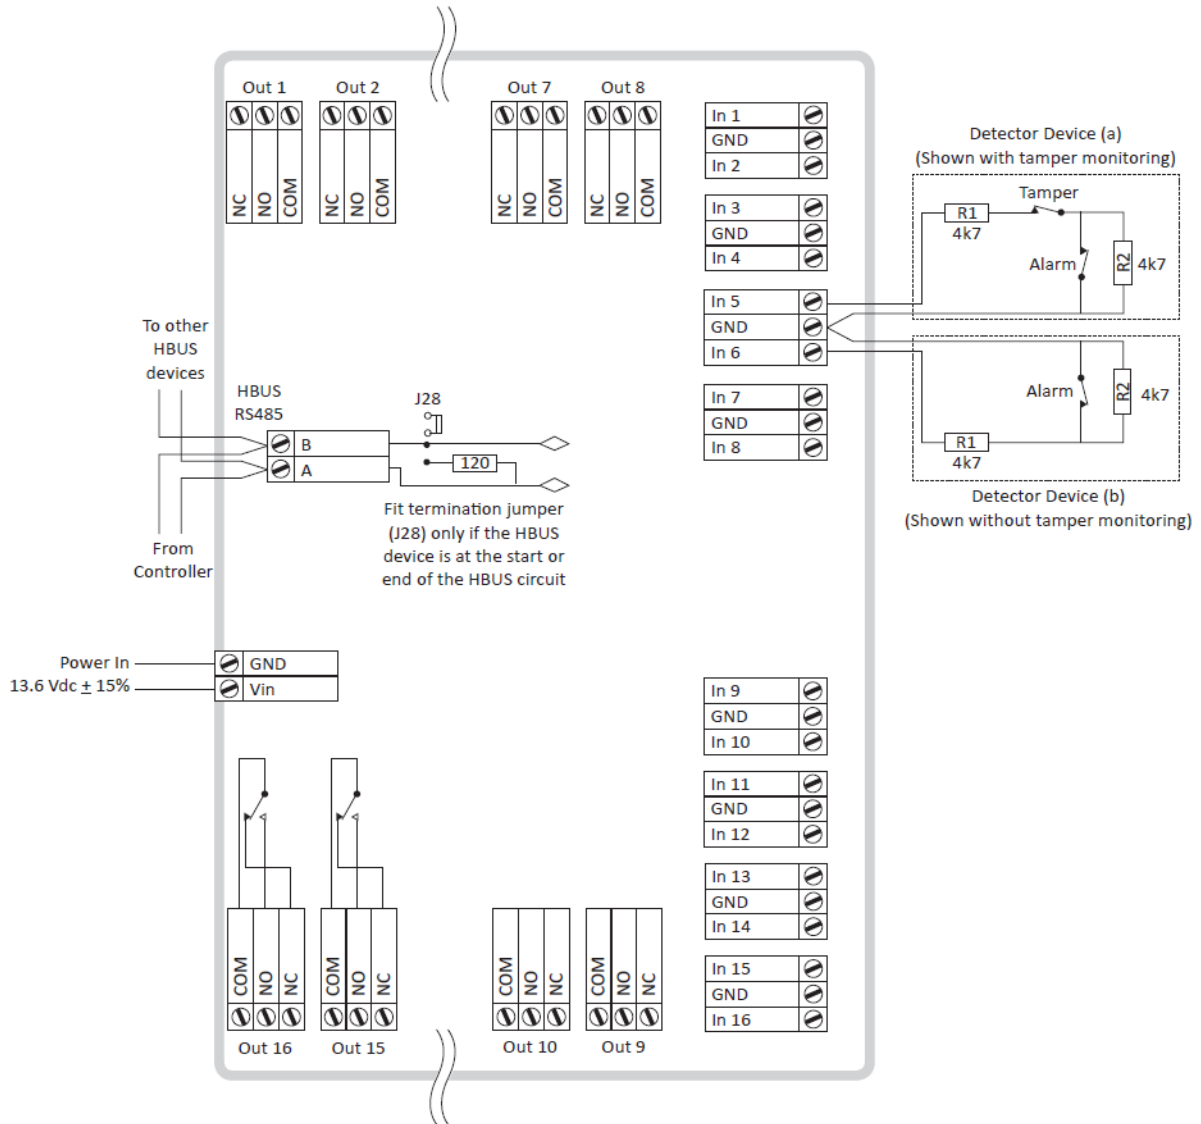 Out 1
Out 2
Out 7
Out 8
NC
NO
COM
NC
NO
COM
NC
NO
COM
NC
NO
COM
In 1
GND
In 2
In 3
GND
In 4
In 5
GND
In 6
In 7
GND
In 8
Detector Device (a)
(Shown with tamper monitoring)
Tamper
R1
4k7
Alarm
R2
4k7
Alarm
R2
4k7
R1
4k7
Detector Device (b)
(Shown without tamper monitoring)
To other
HBUS
devices
HBUS
RS485
B
A
J28
120
Fit termination jumper
(J28) only if the HBUS
device is at the start or
end of the HBUS circuit
From
Controller
Power In
13.6 Vdc ± 15%
GND
Vin
In 9
GND
In 10
In 11
GND
In 12
In 13
GND
In 14
In 15
GND
In 16
COM
NO
NC
COM
NO
NC
COM
NO
NC
COM
NO
NC
Out 16
Out 15
Out 10
Out 9